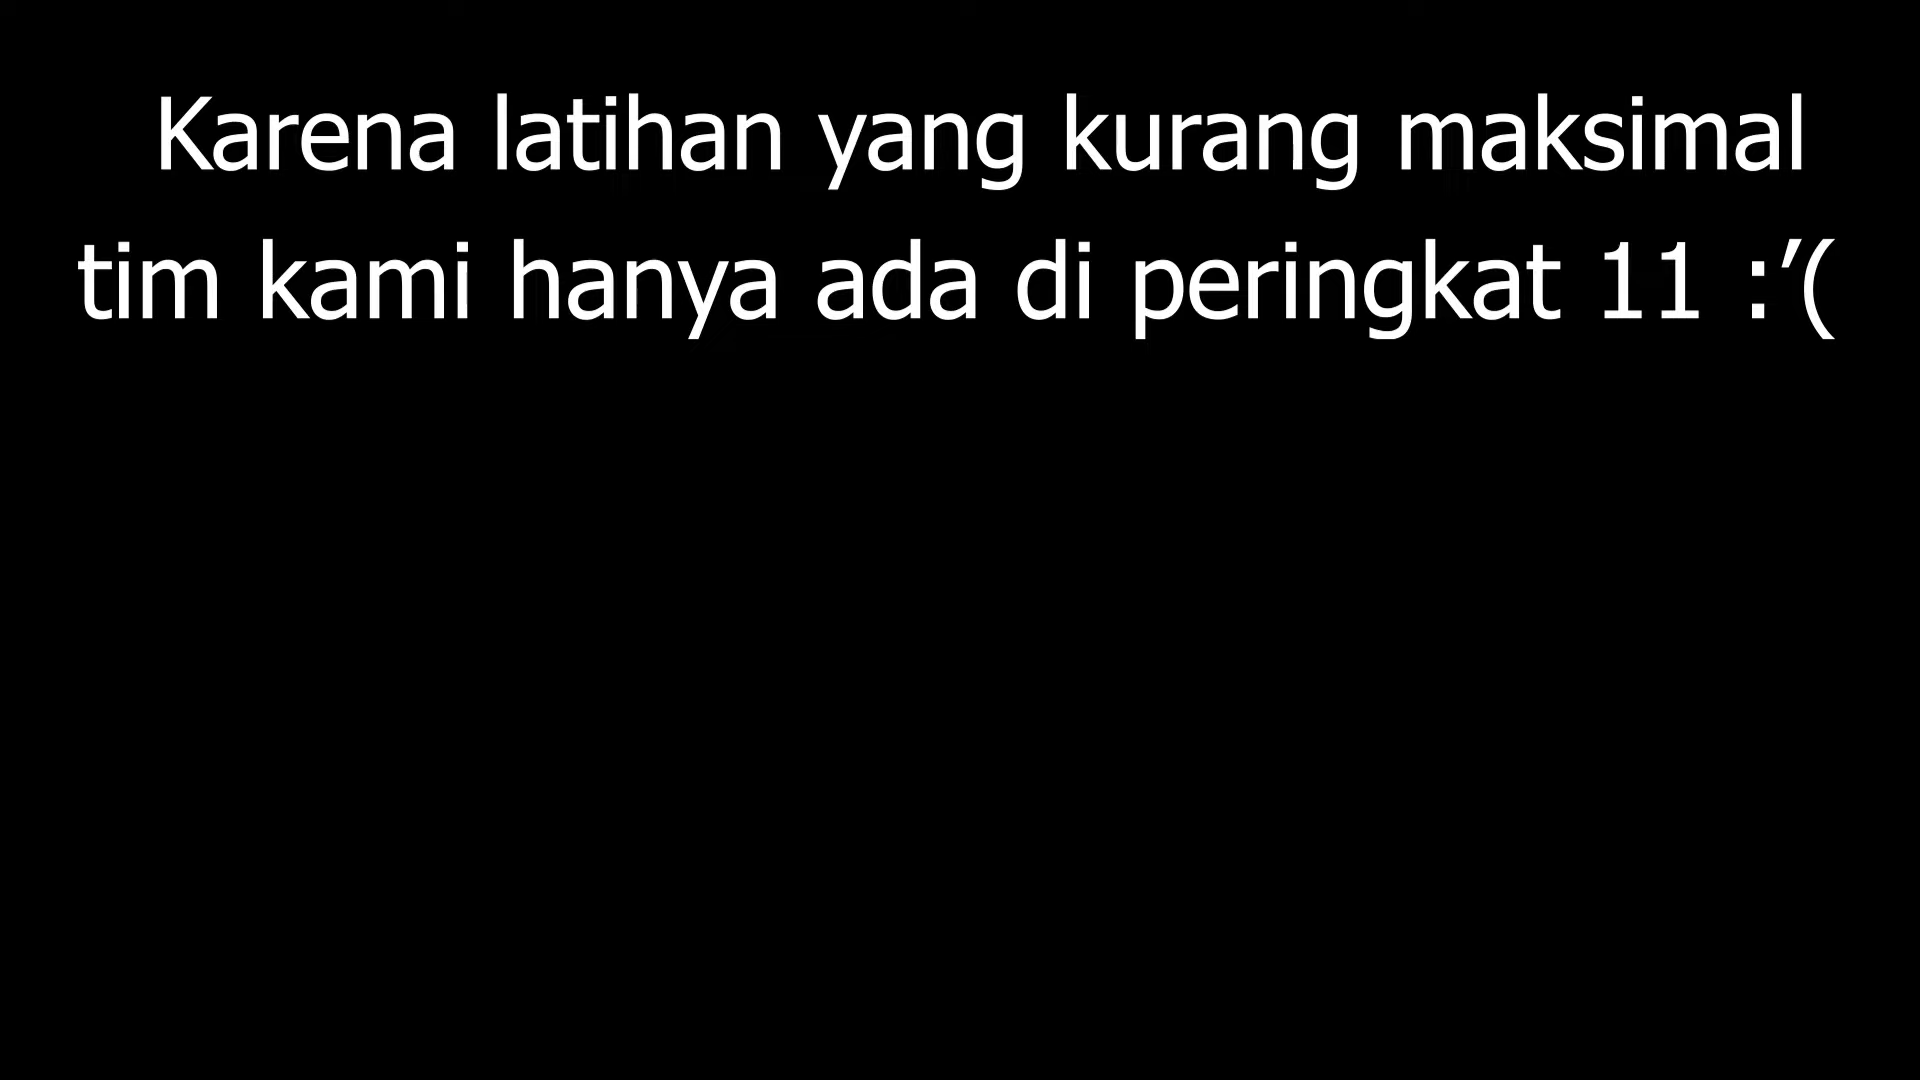 Karena latihan yang kurang maksimal
tim kami hanya ada di peringkat 11 :’(